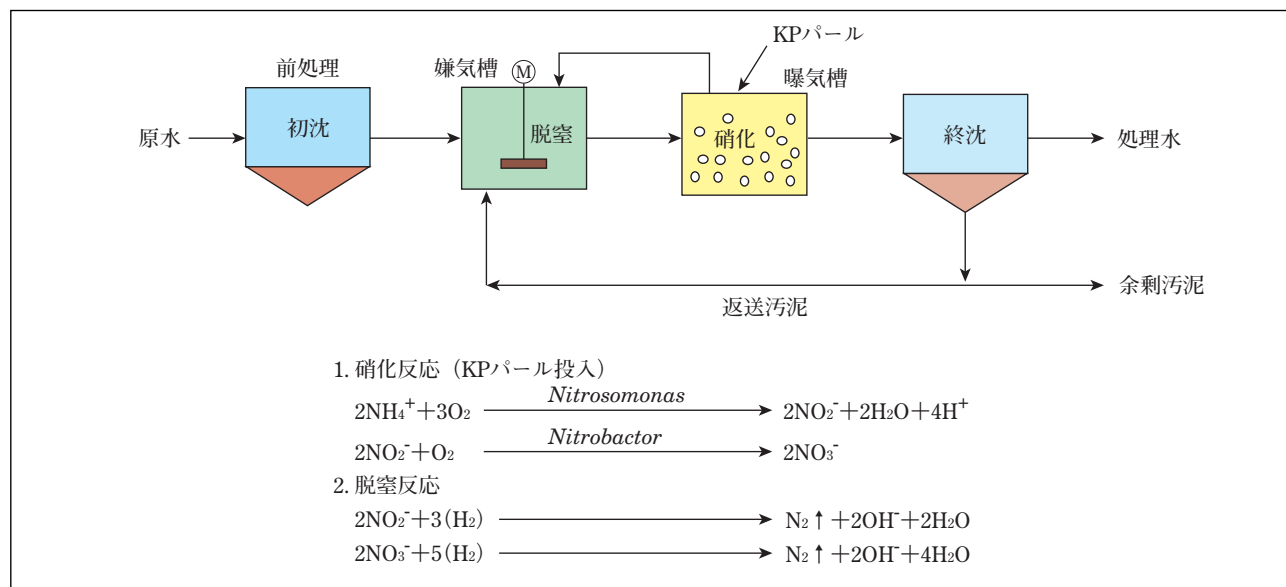 KPパール
前処理
嫌気槽
M
曝気槽
原水
初沈
脱窒
硝化
終沈
処理水
返送汚泥
余剰汚泥
1. 硝化反応（KPパール投入）
2NH₄⁺+3O₂ Nitrosomonas 2NO₂⁻+2H₂O+4H⁺
2NO₂⁻+O₂ Nitrobactor 2NO₃⁻
2. 脱窒反応
2NO₂⁻+3(H₂) N₂↑+2OH⁻+2H₂O
2NO₃⁻+5(H₂) N₂↑+2OH⁻+4H₂O